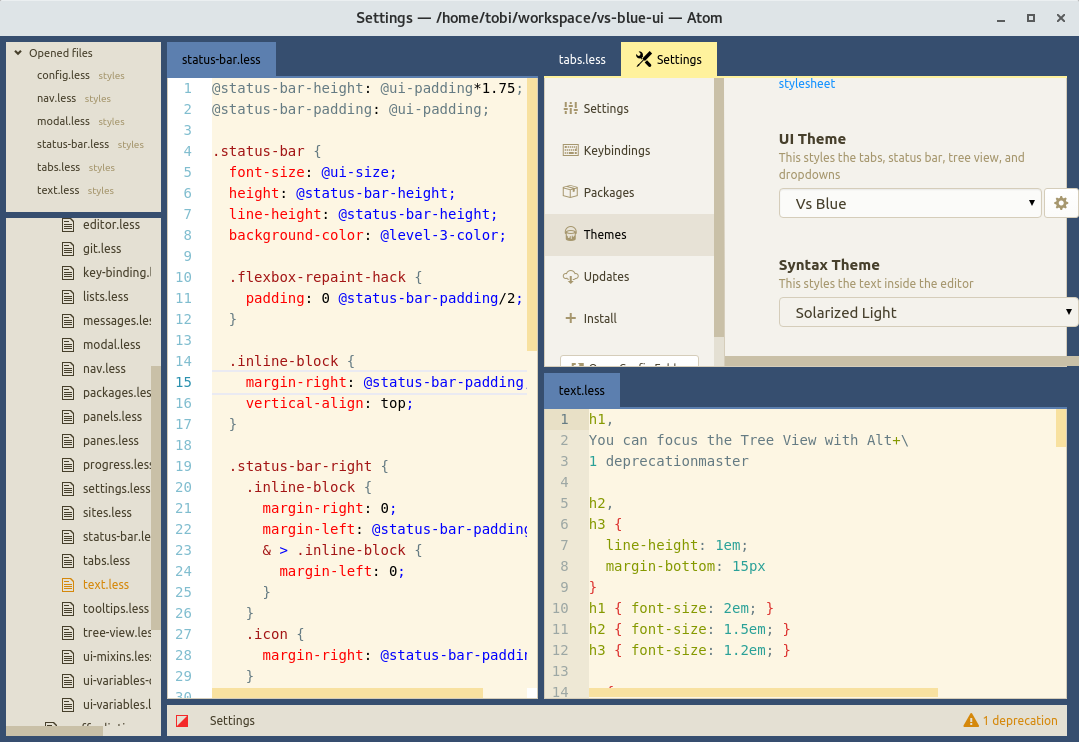 Settings — /home/tobi/workspace/vs-blue-ui — Atom
Opened files
config.less styles
nav.less styles
modal.less styles
status-bar.less styles
tabs.less styles
text.less styles
editor.less
git.less
key-binding.l
lists.less
messages.les
modal.less
nav.less
packages.les
panels.less
panes.less
progress.less
settings.less
sites.less
status-bar.le
tabs.less
text.less
tooltips.less
tree-view.les
ui-mixins.less
ui-variables-c
ui-variables.l
status-bar.less
1 @status-bar-height: @ui-padding*1.75;
2 @status-bar-padding: @ui-padding;
3
4 .status-bar {
5 font-size: @ui-size;
6 height: @status-bar-height;
7 line-height: @status-bar-height;
8 background-color: @level-3-color;
9
10 .flexbox-repaint-hack {
11 padding: 0 @status-bar-padding/2;
12 }
13
14 .inline-block {
15 margin-right: @status-bar-padding;
16 vertical-align: top;
17 }
18
19 .status-bar-right {
20 .inline-block {
21 margin-right: 0;
22 margin-left: @status-bar-padding
23 & > .inline-block {
24 margin-left: 0;
25 }
26 }
27 .icon {
28 margin-right: @status-bar-paddin
29 }
30
tabs.less
Settings
Settings
Keybindings
Packages
Themes
Updates
Install
stylesheet
UI Theme
This styles the tabs, status bar, tree view, and
dropdowns
Vs Blue
Syntax Theme
This styles the text inside the editor
Solarized Light
text.less
1 h1,
2 You can focus the Tree View with Alt+\
3 1 deprecationmaster
4
5 h2,
6 h3 {
7 line-height: 1em;
8 margin-bottom: 15px
9 }
10 h1 { font-size: 2em; }
11 h2 { font-size: 1.5em; }
12 h3 { font-size: 1.2em; }
13
14
Settings
1 deprecation